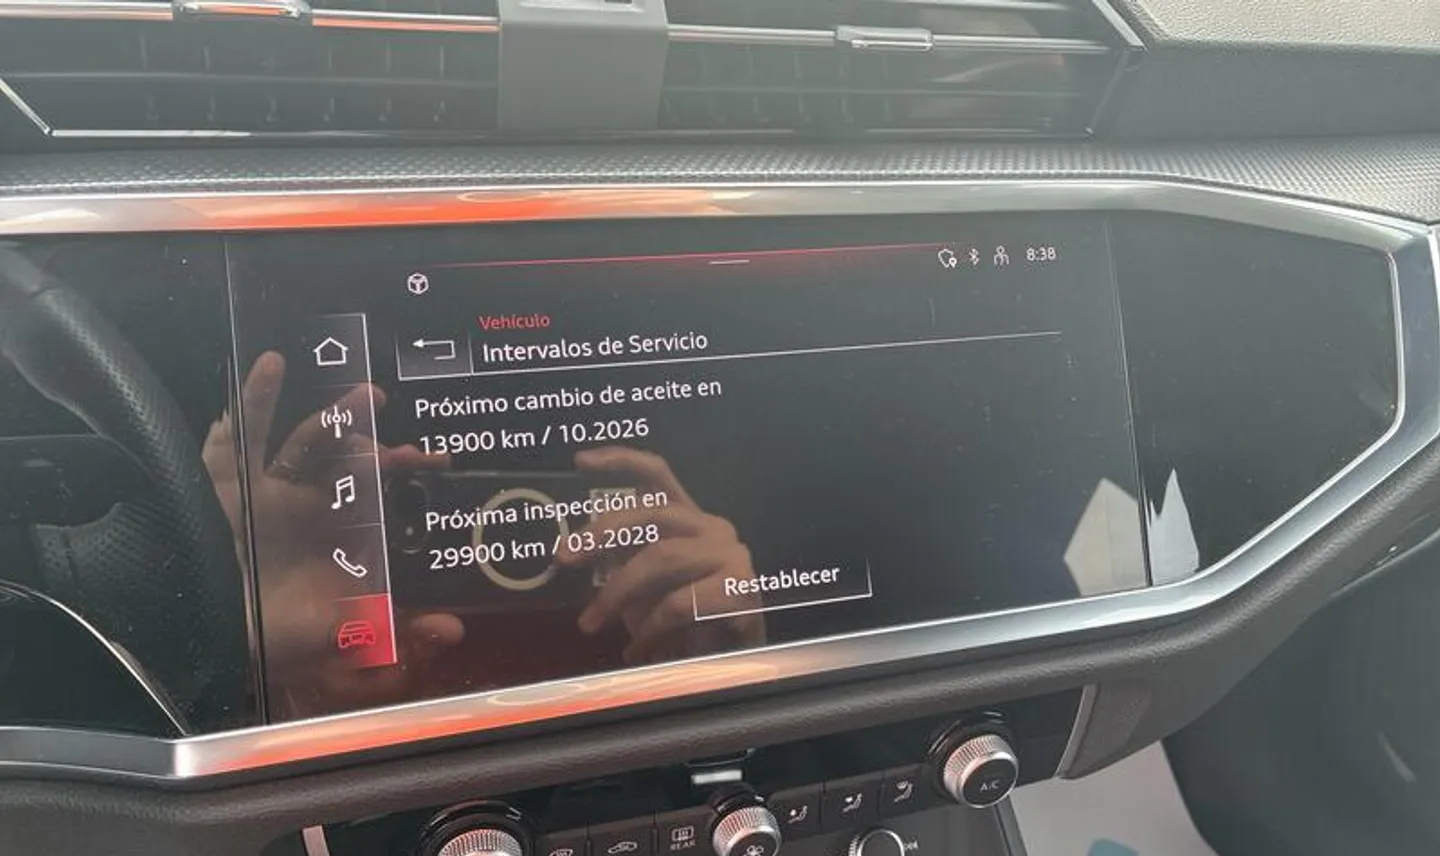 8:38
Vehículo
Intervalos de Servicio
Próximo cambio de aceite en
13900 km / 10.2026
Próxima inspección en
29900 km / 03.2028
Restablecer
A/C
REAR